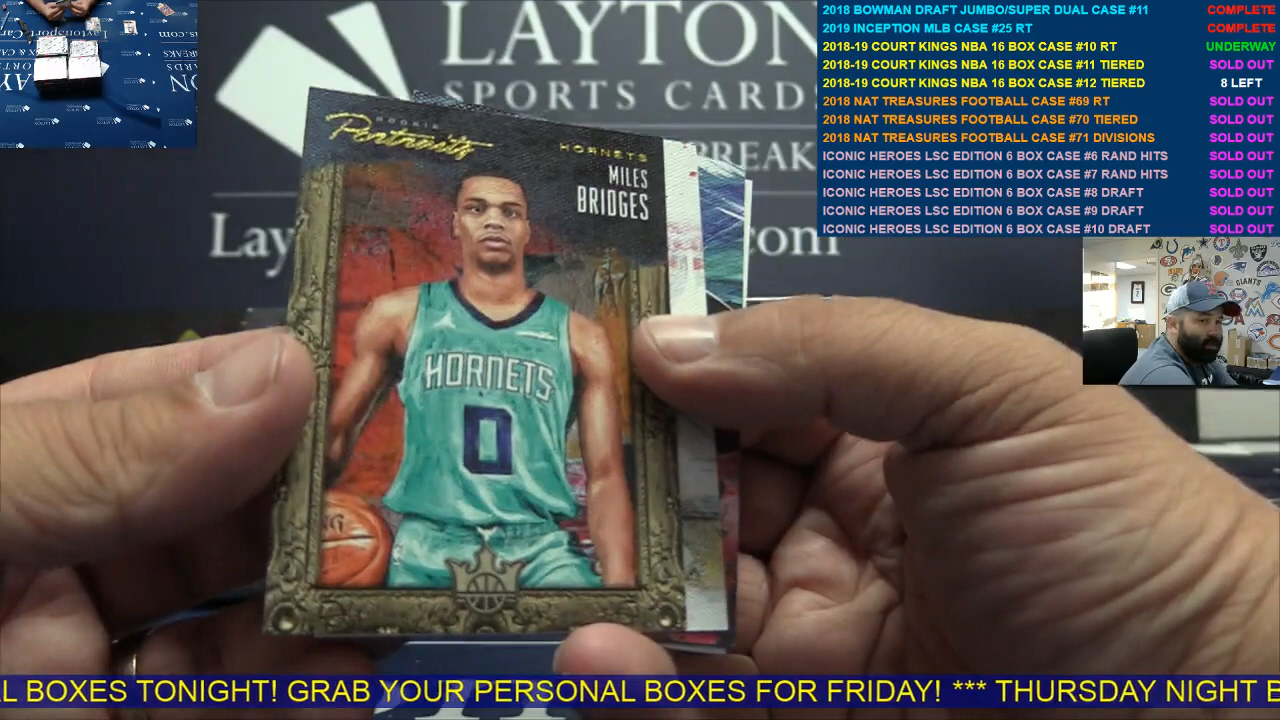 LAYTON
SPORTS CARDS
BREAK
Lay
com
ROOKIE
Portraits
HORNETS
MILES
BRIDGES
HORNETS
0
2018 BOWMAN DRAFT JUMBO/SUPER DUAL CASE #11 COMPLETE
2019 INCEPTION MLB CASE #25 RT COMPLETE
2018-19 COURT KINGS NBA 16 BOX CASE #10 RT UNDERWAY
2018-19 COURT KINGS NBA 16 BOX CASE #11 TIERED SOLD OUT
2018-19 COURT KINGS NBA 16 BOX CASE #12 TIERED 8 LEFT
2018 NAT TREASURES FOOTBALL CASE #69 RT SOLD OUT
2018 NAT TREASURES FOOTBALL CASE #70 TIERED SOLD OUT
2018 NAT TREASURES FOOTBALL CASE #71 DIVISIONS SOLD OUT
ICONIC HEROES LSC EDITION 6 BOX CASE #6 RAND HITS SOLD OUT
ICONIC HEROES LSC EDITION 6 BOX CASE #7 RAND HITS SOLD OUT
ICONIC HEROES LSC EDITION 6 BOX CASE #8 DRAFT SOLD OUT
ICONIC HEROES LSC EDITION 6 BOX CASE #9 DRAFT SOLD OUT
ICONIC HEROES LSC EDITION 6 BOX CASE #10 DRAFT SOLD OUT
L BOXES TONIGHT! GRAB YOUR PERSONAL BOXES FOR FRIDAY! *** THURSDAY NIGHT B